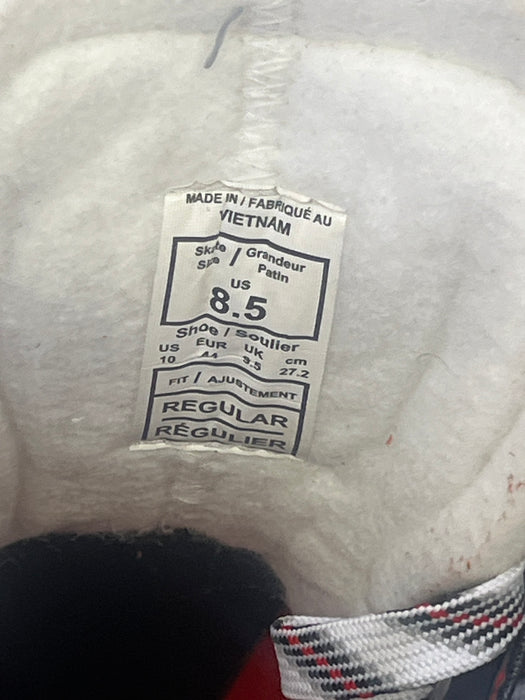 MADE IN / FABRIQUÉ AU
VIETNAM
Skate Size / Grandeur Patin
US
8.5
Shoe / Soulier
US EUR UK cm
10 44 9.5 27.2
FIT / AJUSTEMENT
REGULAR
RÉGULIER